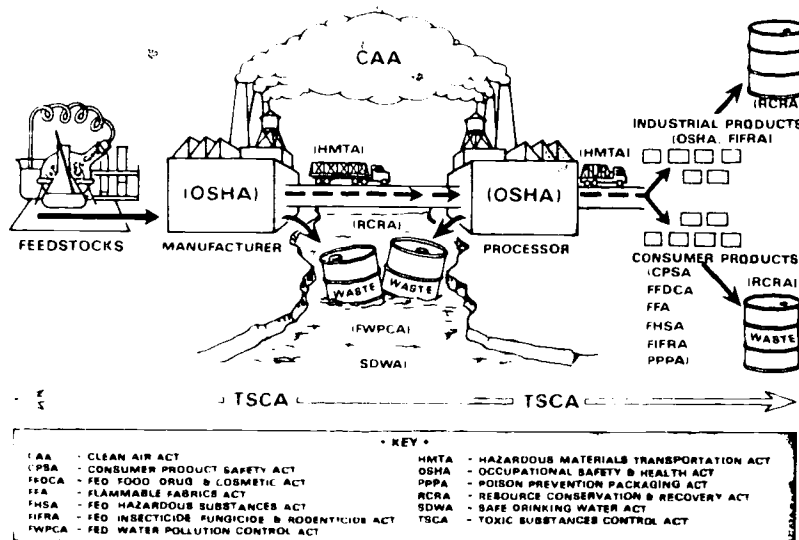 CAA
(RCRA)
INDUSTRIAL PRODUCTS
(OSHA, FIFRA)
(HMTA)
(HMTA)
(OSHA)
(OSHA)
FEEDSTOCKS
MANUFACTURER
(RCRA)
PROCESSOR
CONSUMER PRODUCTS
(CPSA
FFDCA
FFA
FHSA
FIFRA
PPPA)
(RCRA)
WASTE
WASTE
WASTE
(FWPCA)
SDWA)
TSCA
TSCA
• KEY •
CAA - CLEAN AIR ACT
CPSA - CONSUMER PRODUCT SAFETY ACT
FFDCA - FED FOOD DRUG & COSMETIC ACT
FFA - FLAMMABLE FABRICS ACT
FHSA - FED HAZARDOUS SUBSTANCES ACT
FIFRA - FED INSECTICIDE FUNGICIDE & RODENTICIDE ACT
FWPCA - FED WATER POLLUTION CONTROL ACT
HMTA - HAZARDOUS MATERIALS TRANSPORTATION ACT
OSHA - OCCUPATIONAL SAFETY & HEALTH ACT
PPPA - POISON PREVENTION PACKAGING ACT
RCRA - RESOURCE CONSERVATION & RECOVERY ACT
SDWA - SAFE DRINKING WATER ACT
TSCA - TOXIC SUBSTANCES CONTROL ACT